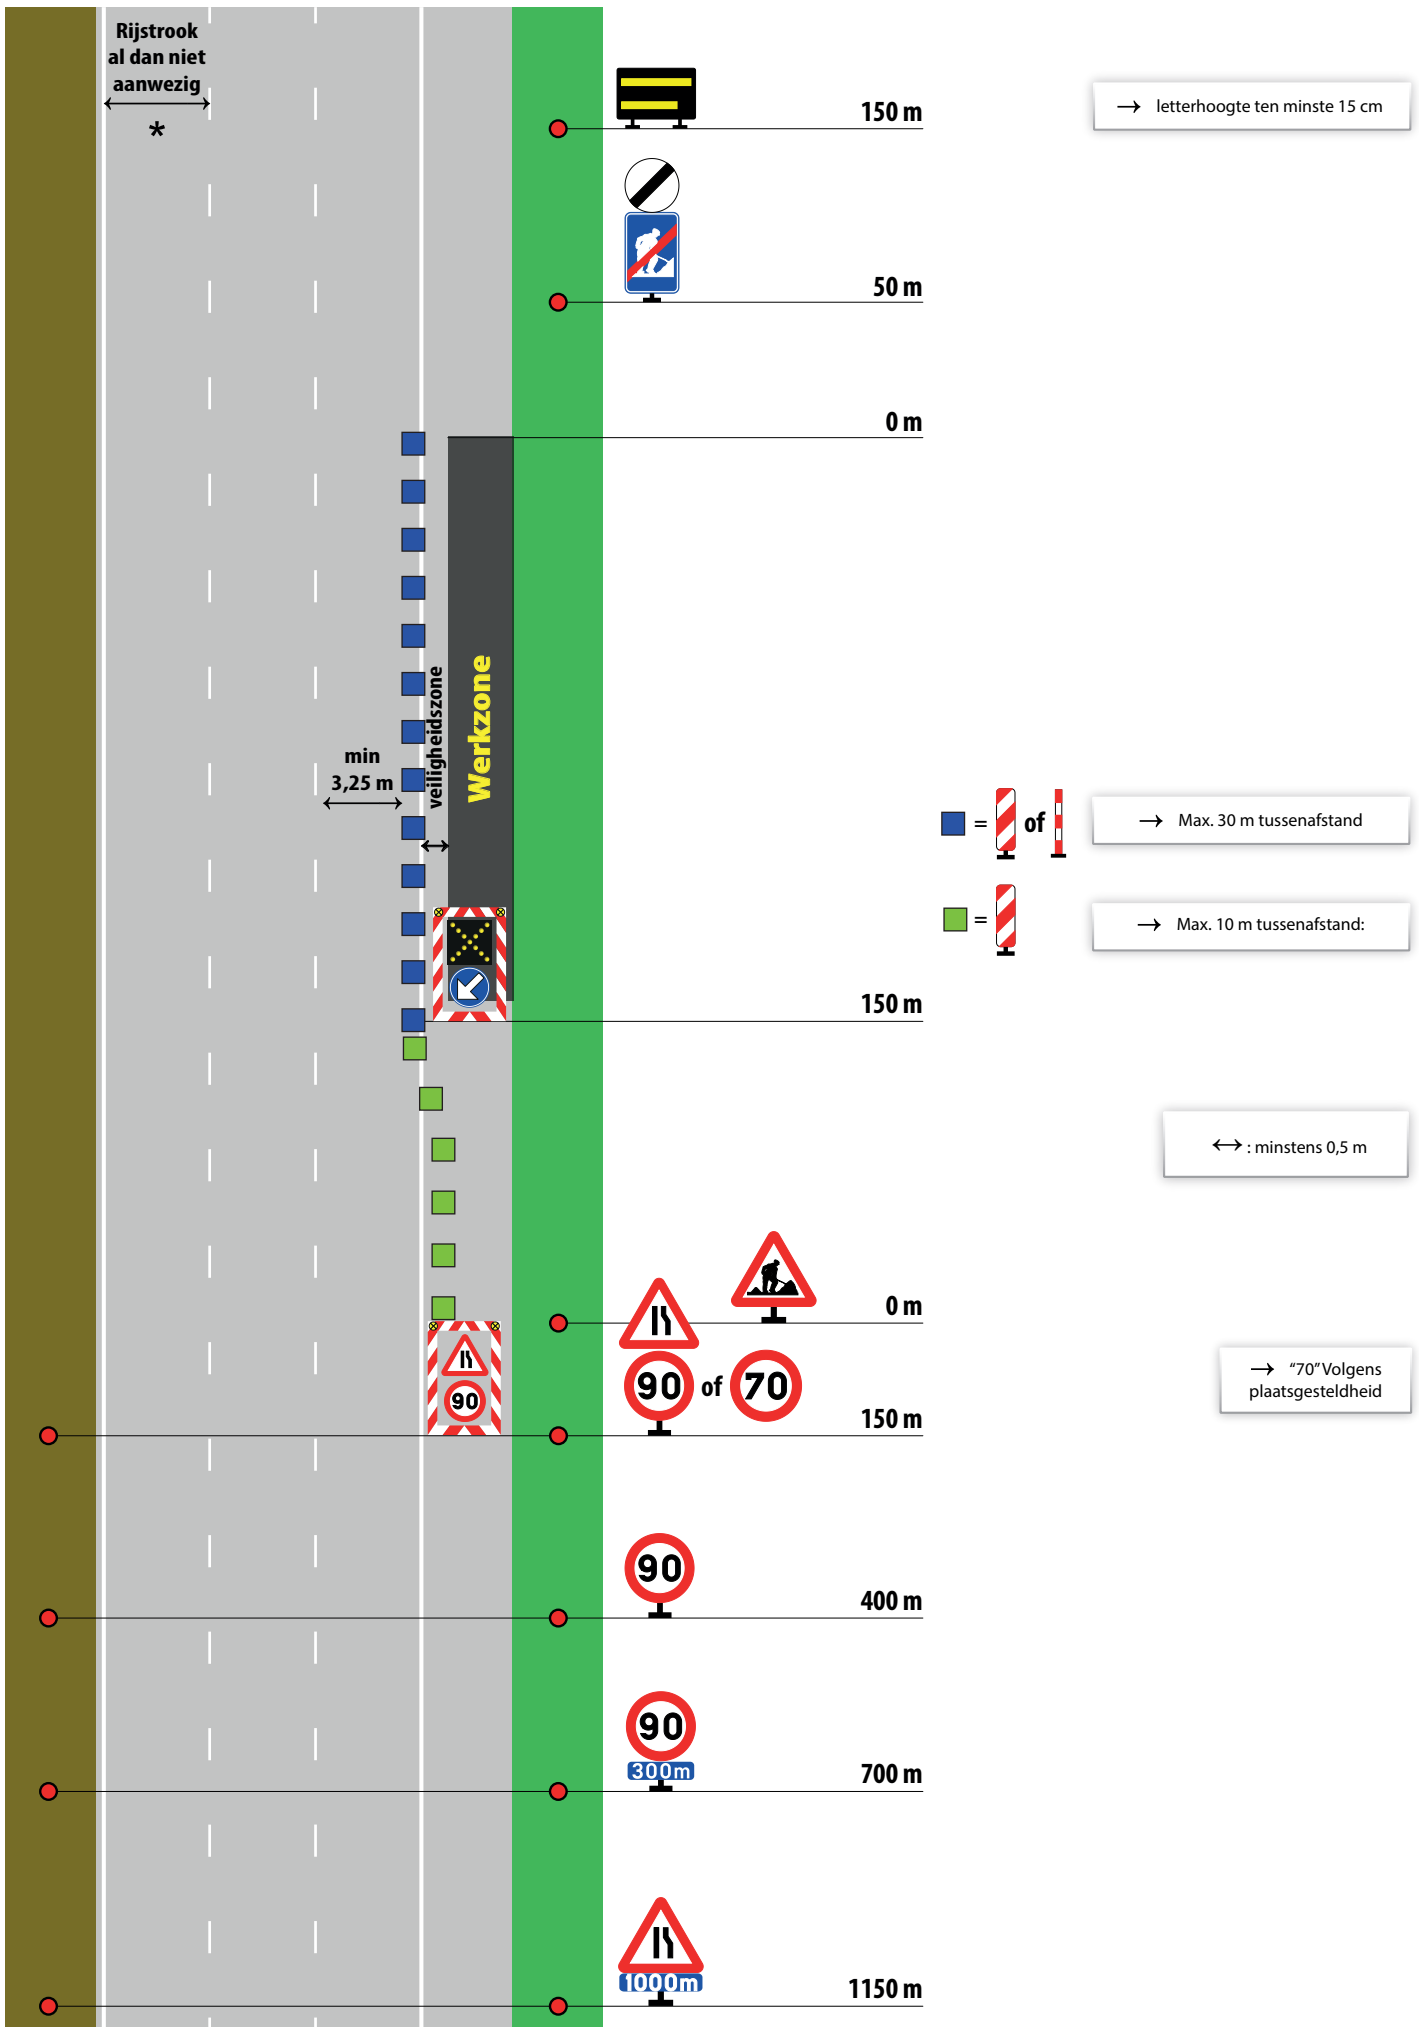 Rijstrook
al dan niet
aanwezig
*
150 m
→ letterhoogte ten minste 15 cm
50 m
0 m
Werkzone
veiligheidszone
min
3,25 m
= of
→ Max. 30 m tussenafstand
=
→ Max. 10 m tussenafstand:
150 m
↔ : minstens 0,5 m
0 m
90
90 of 70
→ “70” Volgens
plaatsgesteldheid
150 m
90
400 m
90
300m
700 m
1000m
1150 m